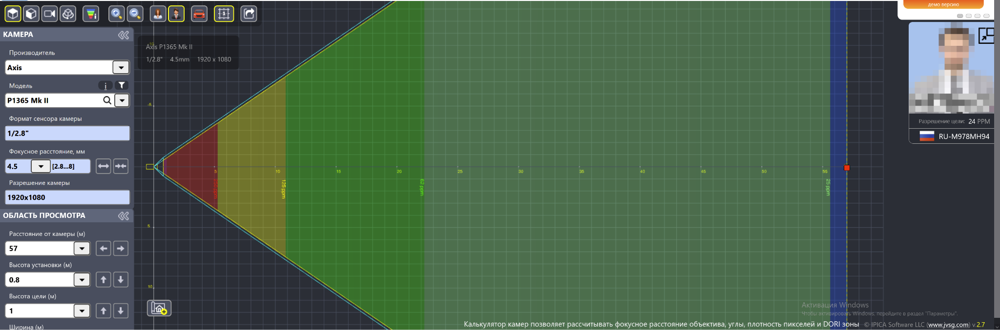 демо версию
КАМЕРА
Производитель
Axis
Модель
i
P1365 Mk II
Формат сенсора камеры
1/2.8"
Фокусное расстояние, мм
4.5 [2.8...8]
Разрешение камеры
1920x1080
ОБЛАСТЬ ПРОСМОТРА
Расстояние от камеры (м)
57
Высота установки (м)
0.8
Высота цели (м)
1
Ширина (м)
1
Axis P1365 Mk II
1/2.8" 4.5mm 1920 x 1080
-5
5 10 15 20 25 30 35 40 45 50 55
125 ppm
62 ppm
25 ppm
5
10
Разрешение цели: 24 PPM
RU-M978MH94
Активация Windows
Чтобы активировать Windows, перейдите в раздел "Параметры".
Калькулятор камер позволяет рассчитывать фокусное расстояние объектива, углы, плотность пикселей и DORI зоны © IPICA Software LLC (www.jvsg.com) v.2.7